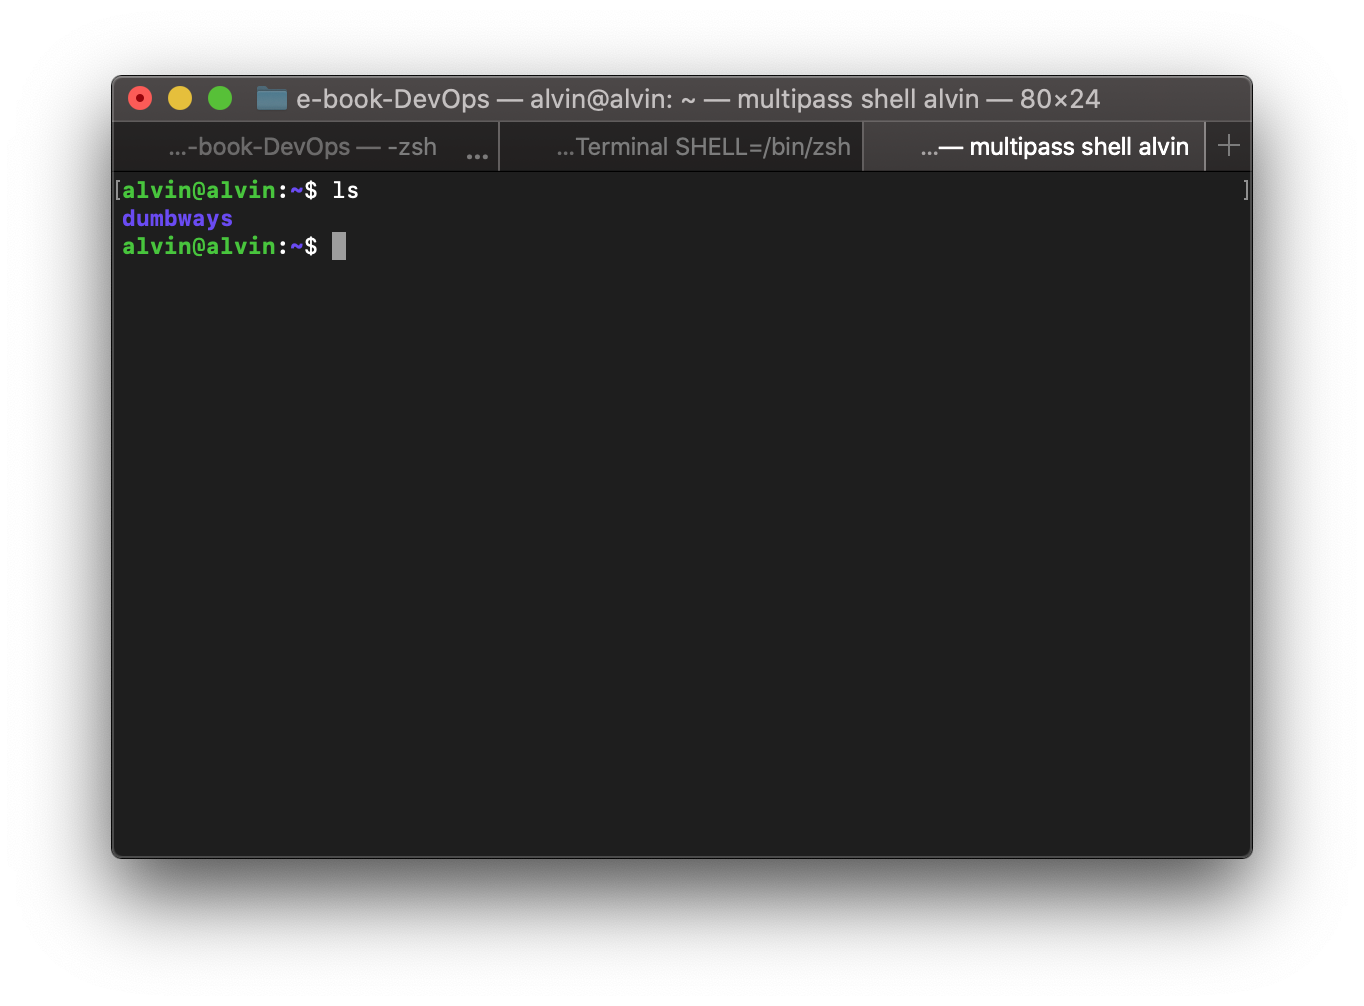 e-book-DevOps — alvin@alvin: ~ — multipass shell alvin — 80×24
...-book-DevOps — -zsh ... ...Terminal SHELL=/bin/zsh ...— multipass shell alvin +
[alvin@alvin:~$ ls ]
dumbways
alvin@alvin:~$